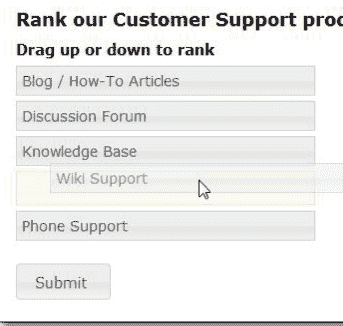 Rank our Customer Support
Drag up or down to rank
Blog / How-To Articles
Discussion Forum
Knowledge Base
Wiki Support
Phone Support
Submit